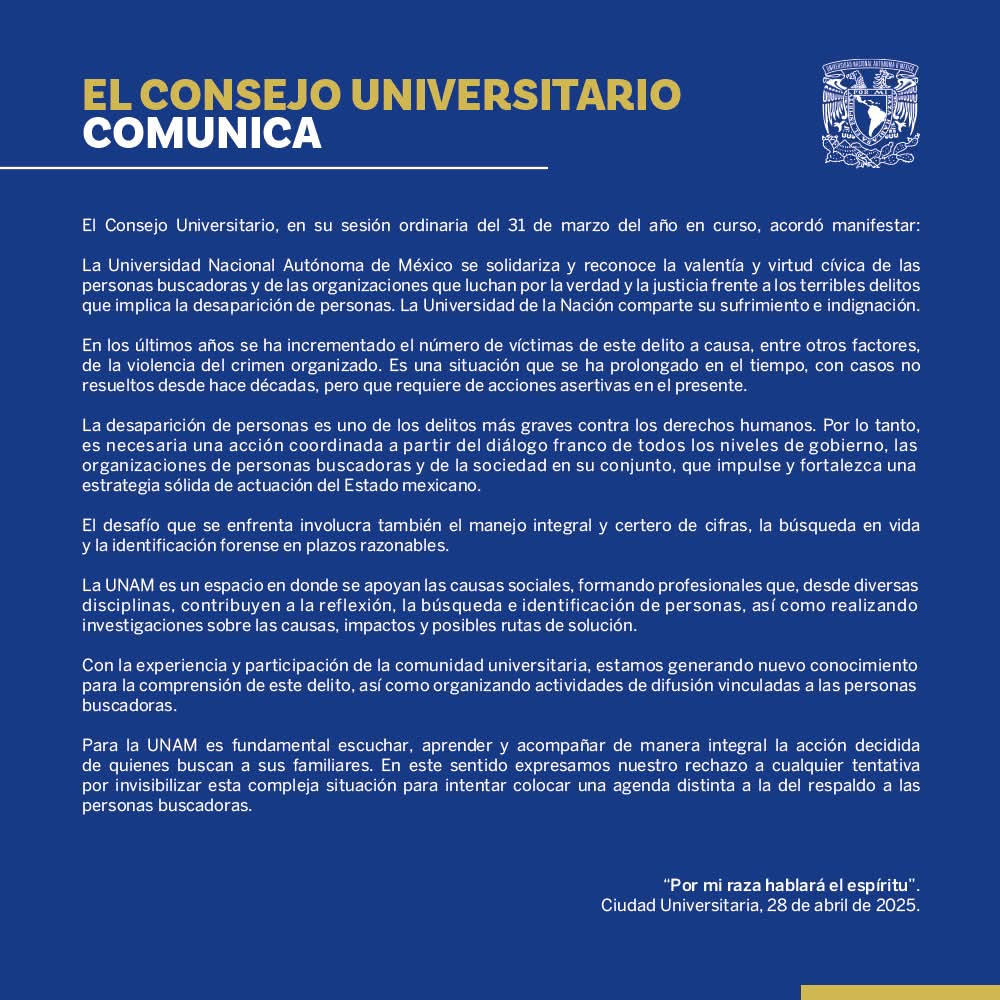 EL CONSEJO UNIVERSITARIO
COMUNICA
UNIVERSIDAD NACIONAL AUTÓNOMA DE MÉXICO
POR MI
El Consejo Universitario, en su sesión ordinaria del 31 de marzo del año en curso, acordó manifestar:
La Universidad Nacional Autónoma de México se solidariza y reconoce la valentía y virtud cívica de las
personas buscadoras y de las organizaciones que luchan por la verdad y la justicia frente a los terribles delitos
que implica la desaparición de personas. La Universidad de la Nación comparte su sufrimiento e indignación.
En los últimos años se ha incrementado el número de víctimas de este delito a causa, entre otros factores,
de la violencia del crimen organizado. Es una situación que se ha prolongado en el tiempo, con casos no
resueltos desde hace décadas, pero que requiere de acciones asertivas en el presente.
La desaparición de personas es uno de los delitos más graves contra los derechos humanos. Por lo tanto,
es necesaria una acción coordinada a partir del diálogo franco de todos los niveles de gobierno, las
organizaciones de personas buscadoras y de la sociedad en su conjunto, que impulse y fortalezca una
estrategia sólida de actuación del Estado mexicano.
El desafío que se enfrenta involucra también el manejo integral y certero de cifras, la búsqueda en vida
y la identificación forense en plazos razonables.
La UNAM es un espacio en donde se apoyan las causas sociales, formando profesionales que, desde diversas
disciplinas, contribuyen a la reflexión, la búsqueda e identificación de personas, así como realizando
investigaciones sobre las causas, impactos y posibles rutas de solución.
Con la experiencia y participación de la comunidad universitaria, estamos generando nuevo conocimiento
para la comprensión de este delito, así como organizando actividades de difusión vinculadas a las personas
buscadoras.
Para la UNAM es fundamental escuchar, aprender y acompañar de manera integral la acción decidida
de quienes buscan a sus familiares. En este sentido expresamos nuestro rechazo a cualquier tentativa
por invisibilizar esta compleja situación para intentar colocar una agenda distinta a la del respaldo a las
personas buscadoras.
“Por mi raza hablará el espíritu”.
Ciudad Universitaria, 28 de abril de 2025.